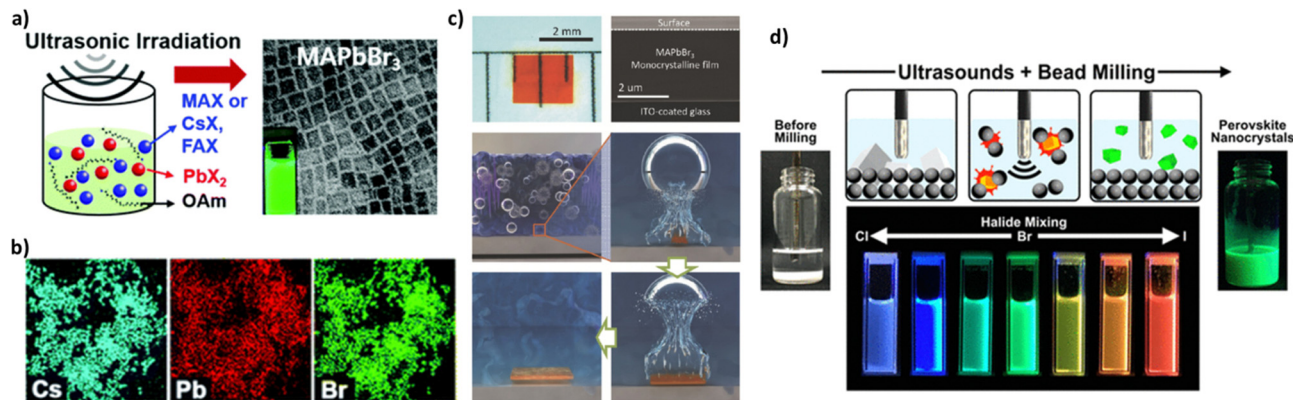 a)
Ultrasonic Irradiation
MAX or
CsX,
FAX
PbX2
OAm
MAPbBr3
b)
Cs
Pb
Br
c)
2 mm
Surface
MAPbBr3
Monocrystalline film
2 um
ITO-coated glass
d)
Ultrasounds + Bead Milling
Before
Milling
Perovskite
Nanocrystals
Halide Mixing
Cl
Br
I